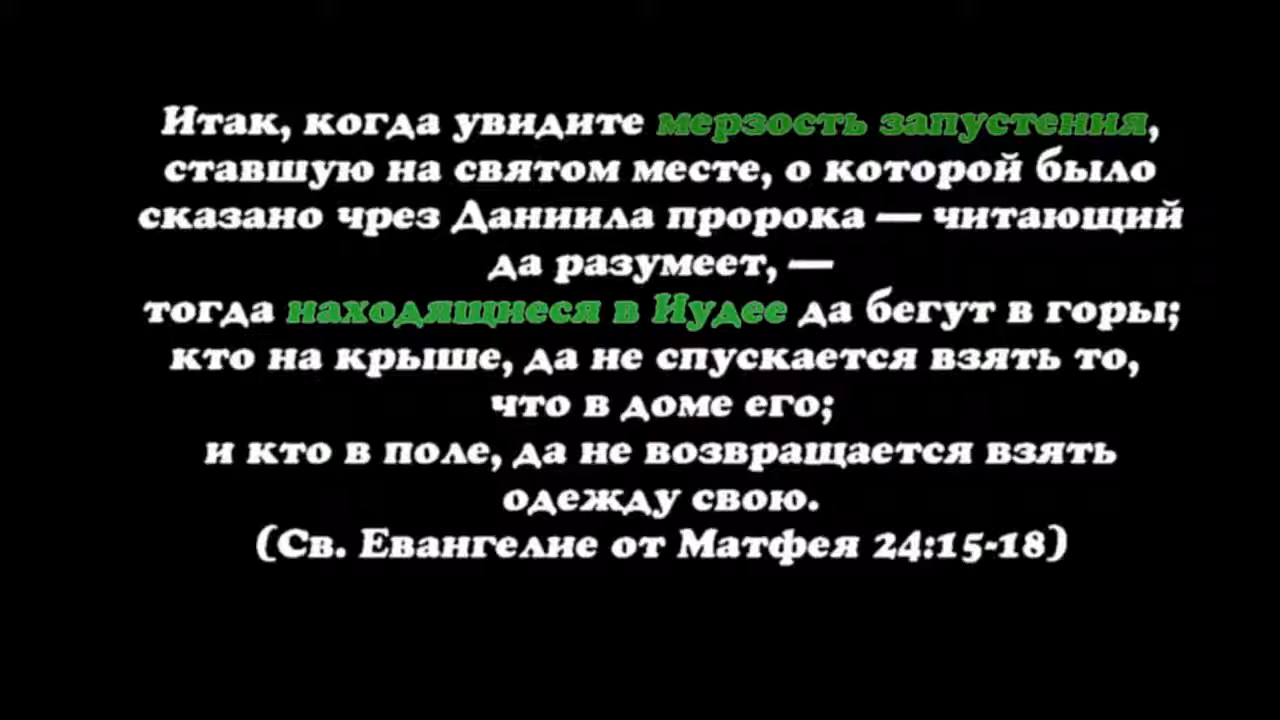 Итак, когда увидите мерзость запустения,
ставшую на святом месте, о которой было
сказано чрез Даниила пророка — читающий
да разумеет, —
тогда находящиеся в Иудее да бегут в горы;
кто на крыше, да не спускается взять то,
что в доме его;
и кто в поле, да не возвращается взять
одежду свою.
(Св. Евангелие от Матфея 24:15-18)